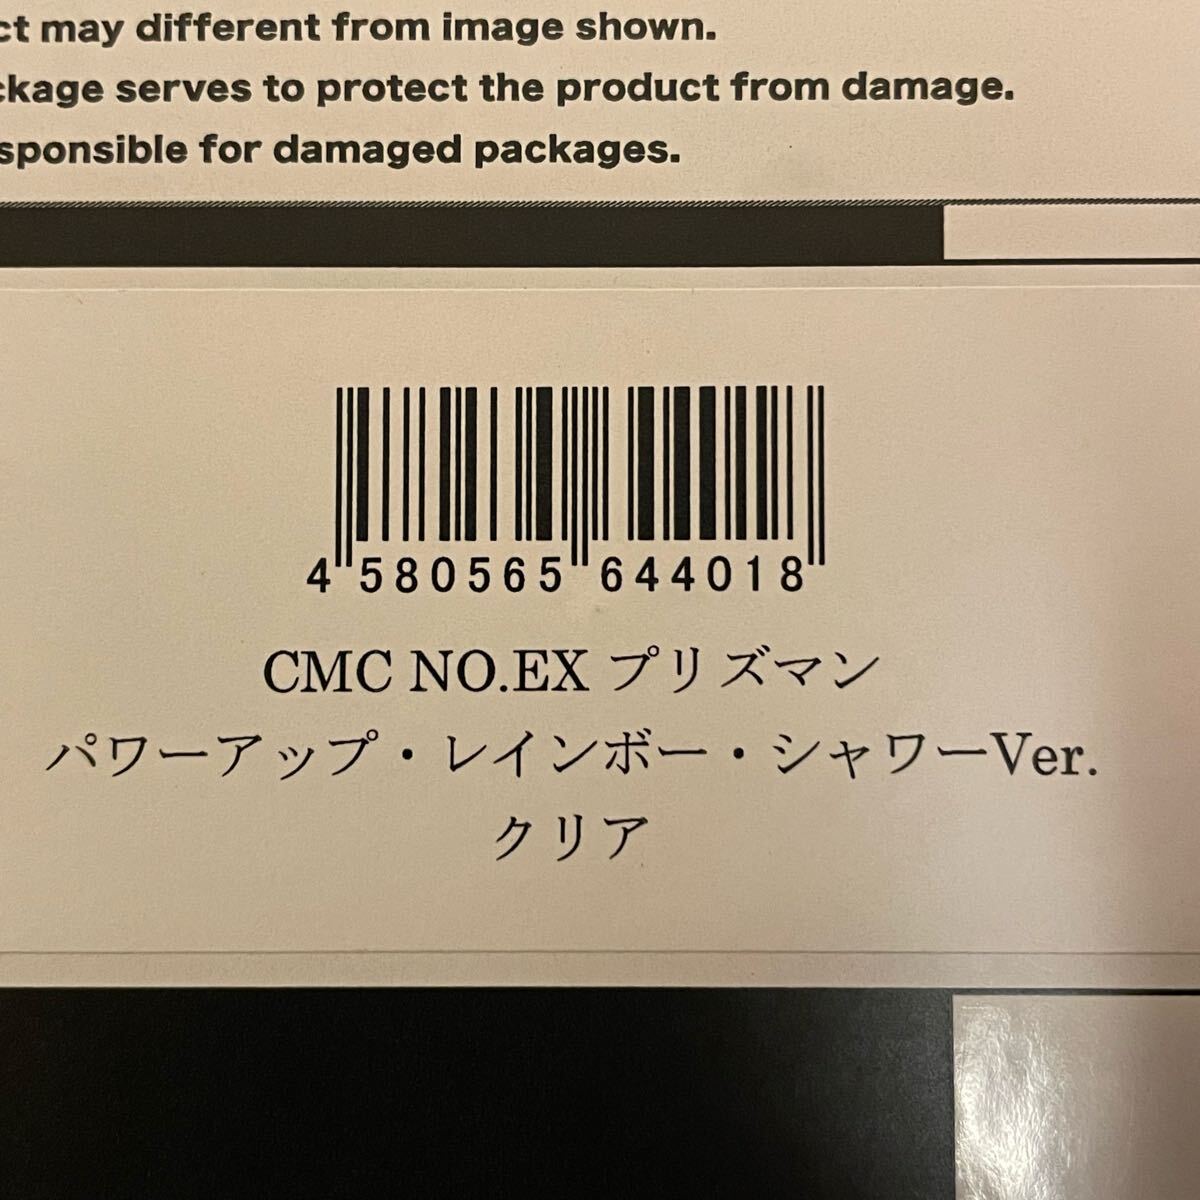 ct may different from image shown.
ckage serves to protect the product from damage.
sponsible for damaged packages.
4 580565 644018
CMC NO.EX プリズマン
パワーアップ・レインボー・シャワーVer.
クリア